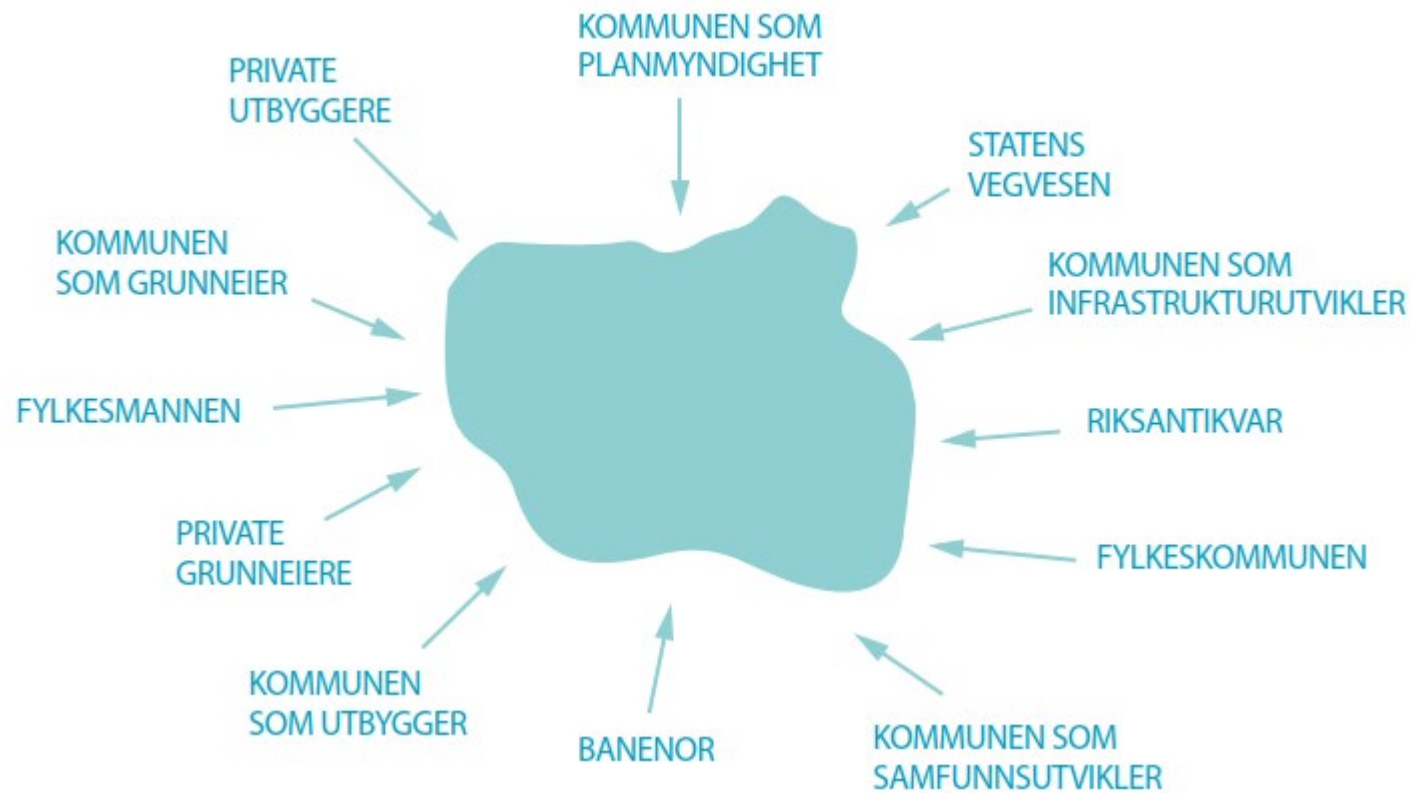 KOMMUNEN SOM
PLANMYNDIGHET
PRIVATE
UTBYGGERE
STATENS
VEGVESEN
KOMMUNEN
SOM GRUNNEIER
KOMMUNEN SOM
INFRASTRUKTURUTVIKLER
FYLKESMANNEN
RIKSANTIKVAR
PRIVATE
GRUNNEIERE
FYLKESKOMMUNEN
KOMMUNEN
SOM UTBYGGER
BANENOR
KOMMUNEN SOM
SAMFUNNSUTVIKLER